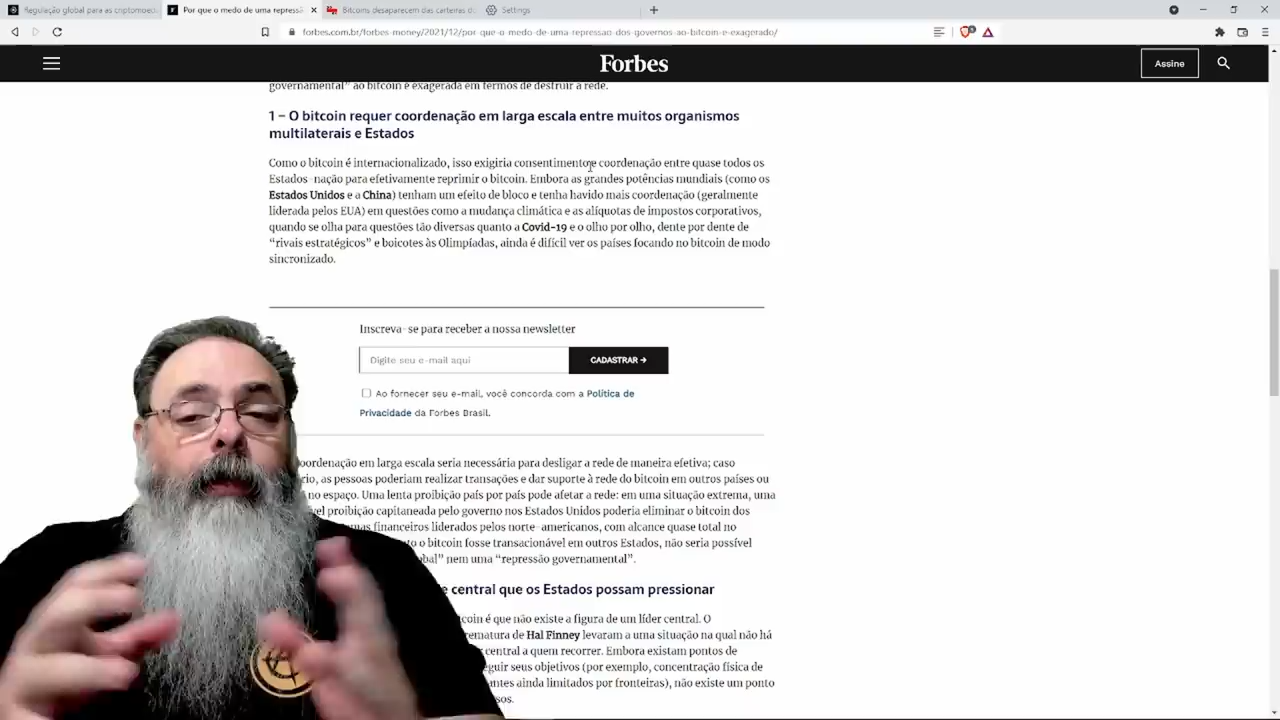 Regulação global para as criptomoed
Por que o medo de uma repress
Bitcoins desaparecem das carteiras d
Settings
forbes.com.br/forbes-money/2021/12/por-que-o-medo-de-uma-repressao-dos-governos-ao-bitcoin-e-exagerado/
Forbes
Assine
governamental” ao bitcoin é exagerada em termos de destruir a rede.
1 – O bitcoin requer coordenação em larga escala entre muitos organismos
multilaterais e Estados
Como o bitcoin é internacionalizado, isso exigiria consentimento e coordenação entre quase todos os
Estados-nação para efetivamente reprimir o bitcoin. Embora as grandes potências mundiais (como os
Estados Unidos e a China) tenham um efeito de bloco e tenha havido mais coordenação (geralmente
liderada pelos EUA) em questões como a mudança climática e as alíquotas de impostos corporativos,
quando se olha para questões tão diversas quanto a Covid-19 e o olho por olho, dente por dente de
“rivais estratégicos” e boicotes às Olimpíadas, ainda é difícil ver os países focando no bitcoin de modo
sincronizado.
Inscreva-se para receber a nossa newsletter
Digite seu e-mail aqui
CADASTRAR →
Ao fornecer seu e-mail, você concorda com a Política de
Privacidade da Forbes Brasil.
oordenação em larga escala seria necessária para desligar a rede de maneira efetiva; caso
rio, as pessoas poderiam realizar transações e dar suporte à rede do bitcoin em outros países ou
no espaço. Uma lenta proibição país por país pode afetar a rede: em uma situação extrema, uma
vel proibição capitaneada pelo governo nos Estados Unidos poderia eliminar o bitcoin dos
mas financeiros liderados pelos norte-americanos, com alcance quase total no
to o bitcoin fosse transacionável em outros Estados, não seria possível
bal” nem uma “repressão governamental”.
e central que os Estados possam pressionar
coin é que não existe a figura de um líder central. O
rematura de Hal Finney levaram a uma situação na qual não há
r central a quem recorrer. Embora existam pontos de
guir seus objetivos (por exemplo, concentração física de
antes ainda limitados por fronteiras), não existe um ponto
sos.